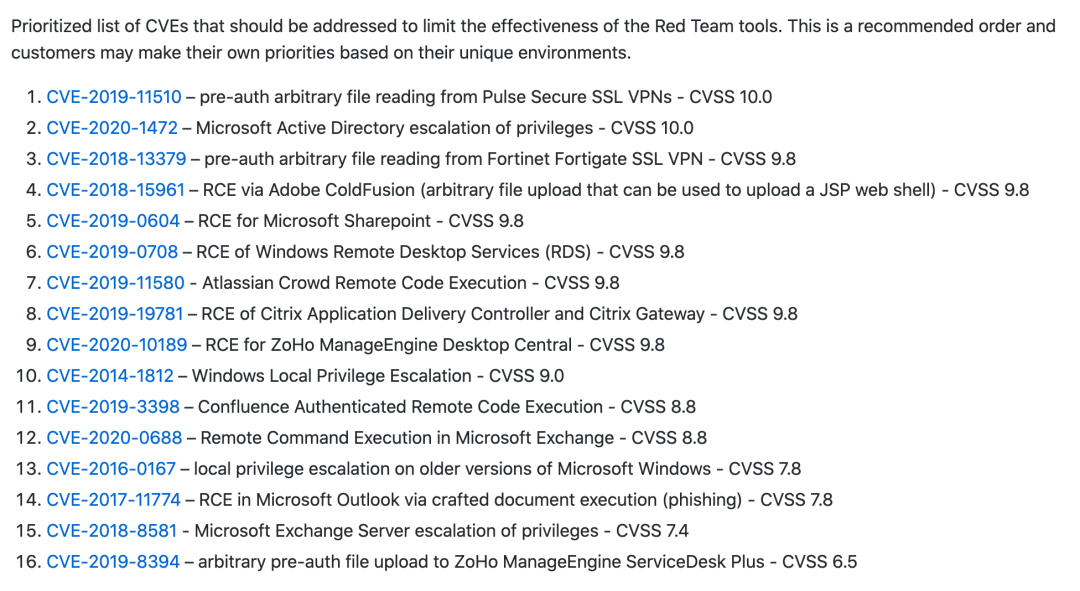 Prioritized list of CVEs that should be addressed to limit the effectiveness of the Red Team tools. This is a recommended order and
customers may make their own priorities based on their unique environments.
1. CVE-2019-11510 – pre-auth arbitrary file reading from Pulse Secure SSL VPNs - CVSS 10.0
2. CVE-2020-1472 – Microsoft Active Directory escalation of privileges - CVSS 10.0
3. CVE-2018-13379 – pre-auth arbitrary file reading from Fortinet Fortigate SSL VPN - CVSS 9.8
4. CVE-2018-15961 – RCE via Adobe ColdFusion (arbitrary file upload that can be used to upload a JSP web shell) - CVSS 9.8
5. CVE-2019-0604 – RCE for Microsoft Sharepoint - CVSS 9.8
6. CVE-2019-0708 – RCE of Windows Remote Desktop Services (RDS) - CVSS 9.8
7. CVE-2019-11580 - Atlassian Crowd Remote Code Execution - CVSS 9.8
8. CVE-2019-19781 – RCE of Citrix Application Delivery Controller and Citrix Gateway - CVSS 9.8
9. CVE-2020-10189 – RCE for ZoHo ManageEngine Desktop Central - CVSS 9.8
10. CVE-2014-1812 – Windows Local Privilege Escalation - CVSS 9.0
11. CVE-2019-3398 – Confluence Authenticated Remote Code Execution - CVSS 8.8
12. CVE-2020-0688 – Remote Command Execution in Microsoft Exchange - CVSS 8.8
13. CVE-2016-0167 – local privilege escalation on older versions of Microsoft Windows - CVSS 7.8
14. CVE-2017-11774 – RCE in Microsoft Outlook via crafted document execution (phishing) - CVSS 7.8
15. CVE-2018-8581 - Microsoft Exchange Server escalation of privileges - CVSS 7.4
16. CVE-2019-8394 – arbitrary pre-auth file upload to ZoHo ManageEngine ServiceDesk Plus - CVSS 6.5